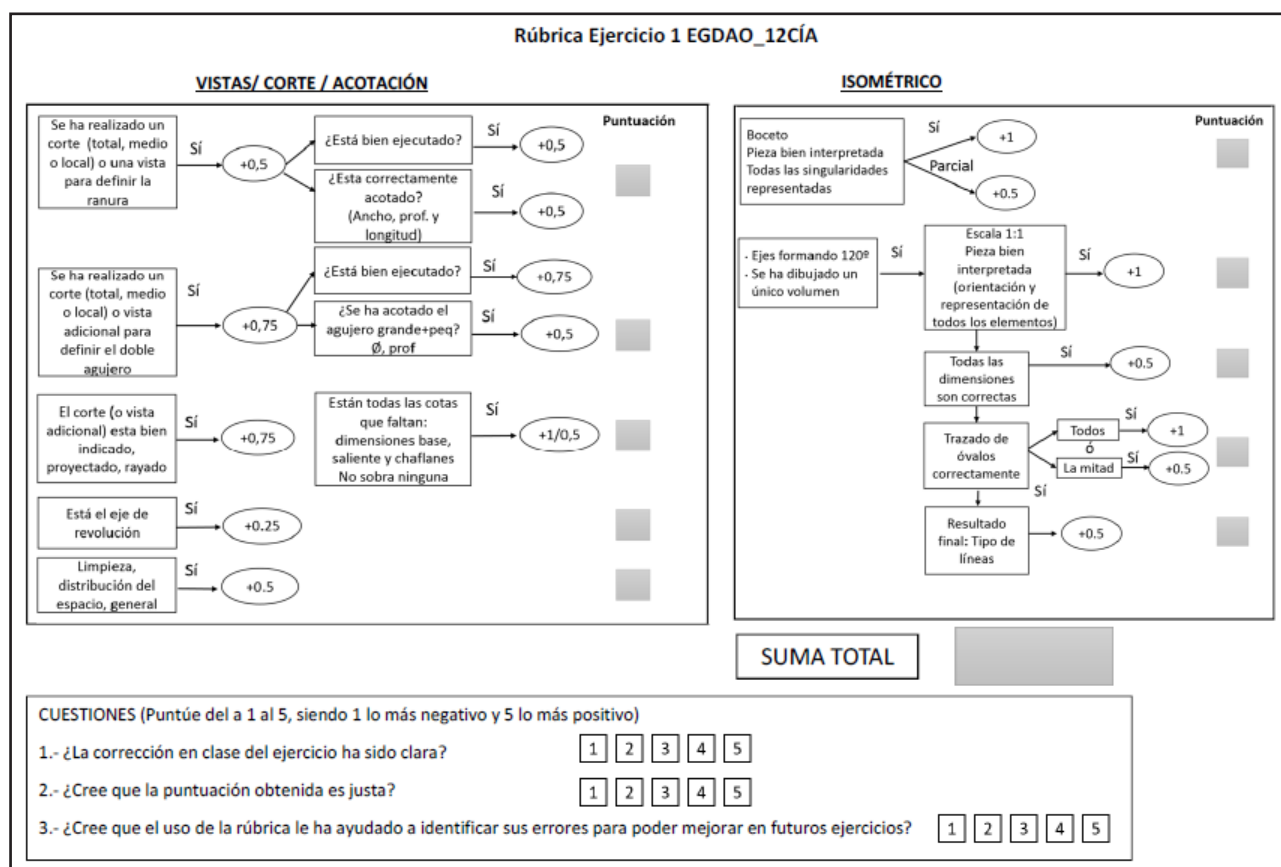 Rúbrica Ejercicio 1 EGDAO_12CÍA
VISTAS/ CORTE / ACOTACIÓN
Puntuación
Se ha realizado un
corte (total, medio
o local) o una vista
para definir la
ranura
Sí
+0,5
¿Está bien ejecutado?
Sí
+0,5
¿Esta correctamente
acotado?
(Ancho, prof. y
longitud)
Sí
+0,5
Se ha realizado un
corte (total, medio
o local) o vista
adicional para
definir el doble
agujero
Sí
+0,75
¿Está bien ejecutado?
Sí
+0,75
¿Se ha acotado el
agujero grande+peq?
Ø, prof
Sí
+0,5
El corte (o vista
adicional) esta bien
indicado,
proyectado, rayado
Sí
+0,75
Están todas las cotas
que faltan:
dimensiones base,
saliente y chaflanes
No sobra ninguna
Sí
+1/0,5
Está el eje de
revolución
Sí
+0.25
Limpieza,
distribución del
espacio, general
Sí
+0.5
ISOMÉTRICO
Puntuación
Boceto
Pieza bien interpretada
Todas las singularidades
representadas
Sí
+1
Parcial
+0.5
- Ejes formando 120º
- Se ha dibujado un
único volumen
Sí
Escala 1:1
Pieza bien
interpretada
(orientación y
representación de
todos los elementos)
Sí
+1
Todas las
dimensiones
son correctas
Sí
+0.5
Trazado de
óvalos
correctamente
Todos
Sí
+1
ó
La mitad
Sí
+0.5
Sí
Resultado
final: Tipo de
líneas
+0.5
SUMA TOTAL
CUESTIONES (Puntúe del a 1 al 5, siendo 1 lo más negativo y 5 lo más positivo)
1.- ¿La corrección en clase del ejercicio ha sido clara? 1 2 3 4 5
2.- ¿Cree que la puntuación obtenida es justa? 1 2 3 4 5
3.- ¿Cree que el uso de la rúbrica le ha ayudado a identificar sus errores para poder mejorar en futuros ejercicios? 1 2 3 4 5